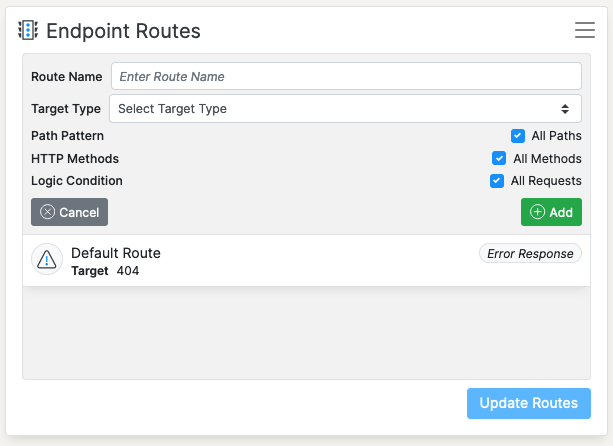 Endpoint Routes
Route Name Enter Route Name
Target Type Select Target Type
Path Pattern All Paths
HTTP Methods All Methods
Logic Condition All Requests
Cancel Add
Default Route Error Response
Target 404
Update Routes